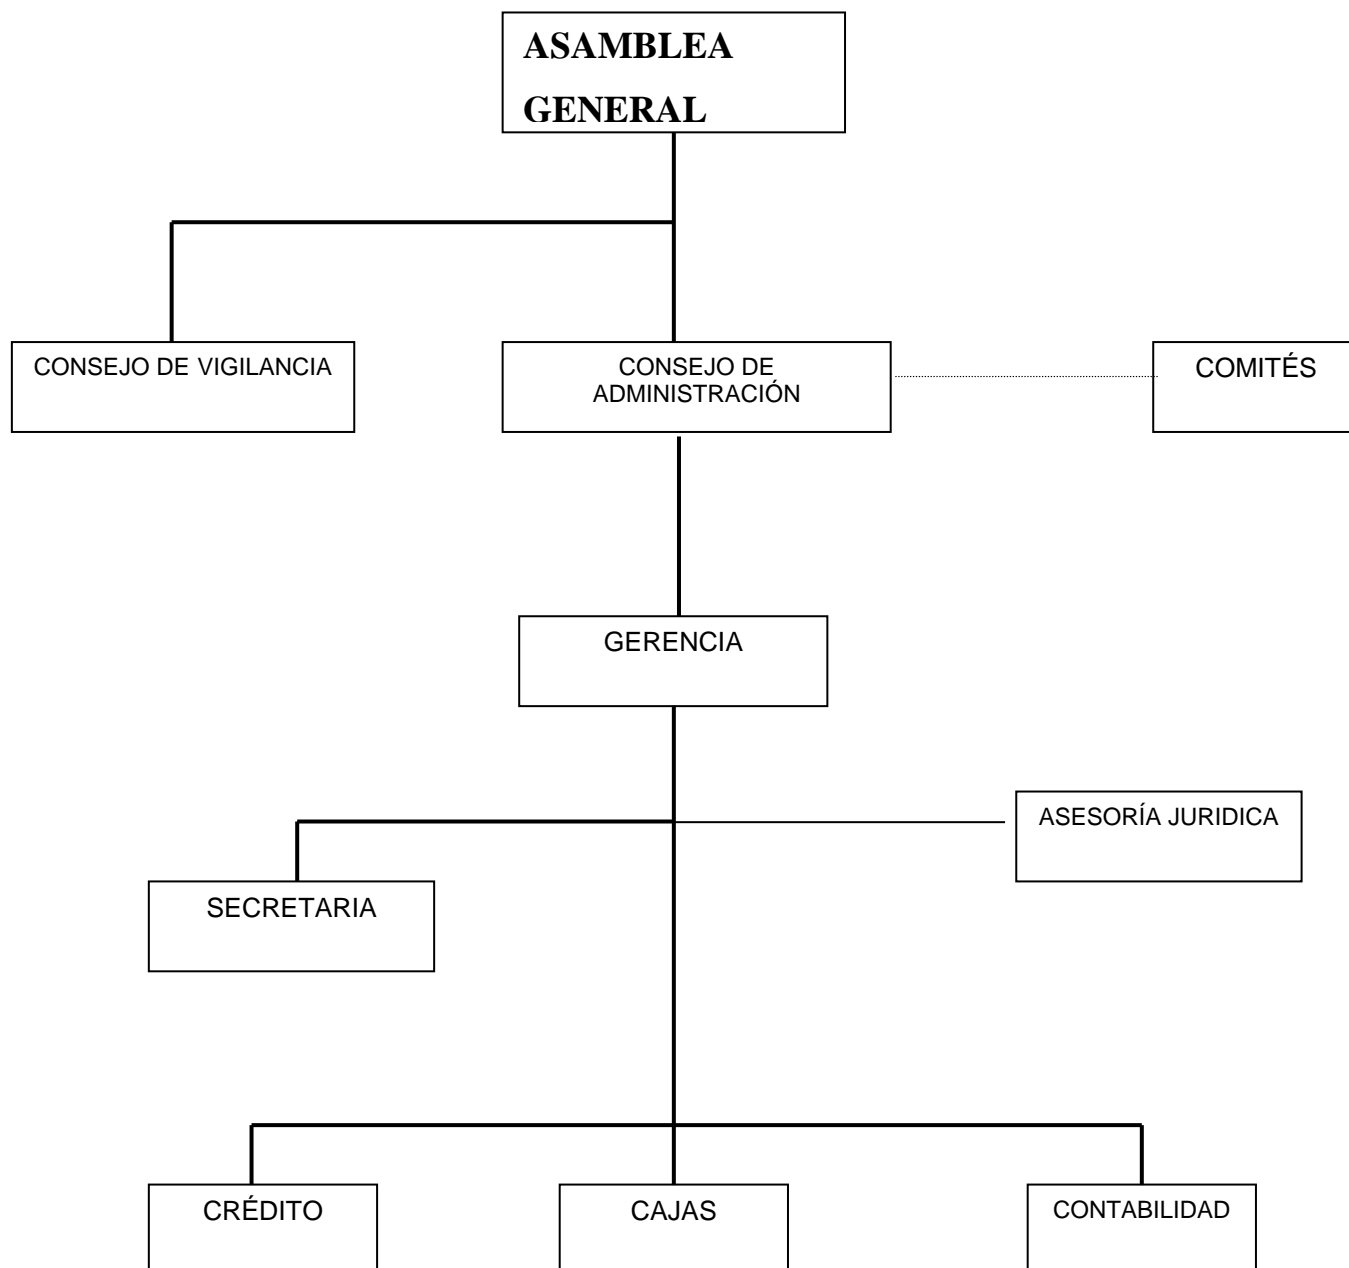 ASAMBLEA
GENERAL
CONSEJO DE VIGILANCIA
CONSEJO DE
ADMINISTRACIÓN
COMITÉS
GERENCIA
ASESORÍA JURIDICA
SECRETARIA
CRÉDITO
CAJAS
CONTABILIDAD